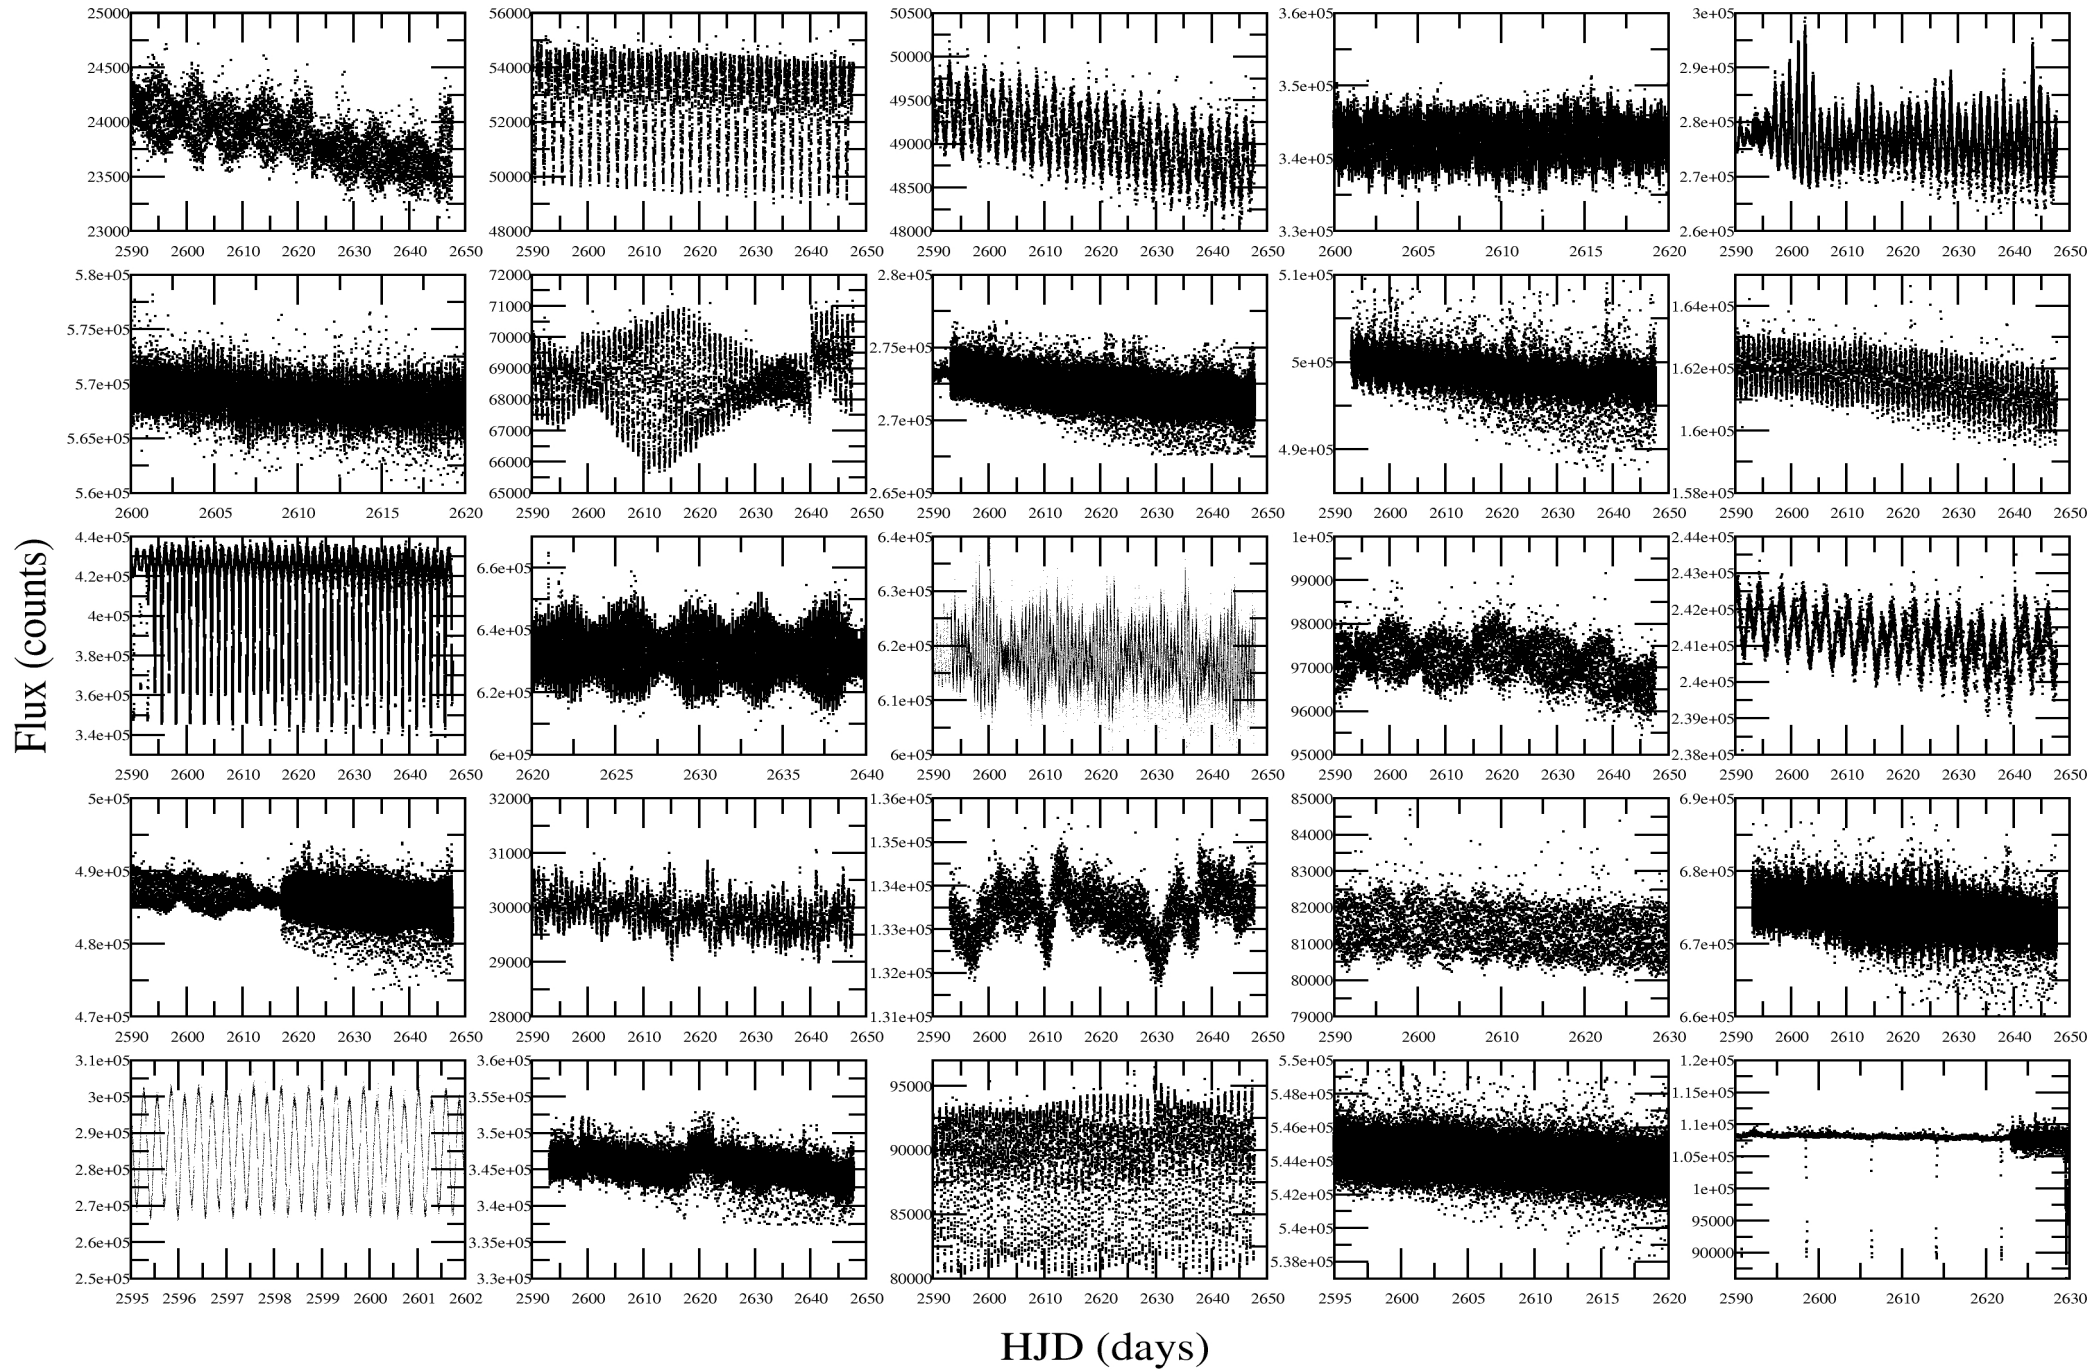 Flux (counts)
25000
24500
24000
23500
23000
2590 2600 2610 2620 2630 2640 2650
56000
54000
52000
50000
48000
2590 2600 2610 2620 2630 2640 2650
50500
50000
49500
49000
48500
48000
2590 2600 2610 2620 2630 2640 2650
3.6e+05
3.5e+05
3.4e+05
3.3e+05
2601 2605 2610 2615 2620
3e+05
2.9e+05
2.8e+05
2.7e+05
2.6e+05
2590 2600 2610 2620 2630 2640 2650
5.8e+05
5.75e+05
5.7e+05
5.65e+05
5.6e+05
2600 2605 2610 2615 2620
72000
71000
70000
69000
68000
67000
66000
65000
2590 2600 2610 2620 2630 2640 2650
2.8e+05
2.75e+05
2.7e+05
2.65e+05
2590 2600 2610 2620 2630 2640 2650
5.1e+05
5e+05
4.9e+05
2590 2600 2610 2620 2630 2640 2650
1.64e+05
1.62e+05
1.6e+05
1.58e+05
2590 2600 2610 2620 2630 2640 2650
4.4e+05
4.2e+05
4e+05
3.8e+05
3.6e+05
3.4e+05
2590 2600 2610 2620 2630 2640 2650
6.6e+05
6.4e+05
6.2e+05
6e+05
2620 2625 2630 2635 2640
6.4e+05
6.3e+05
6.2e+05
6.1e+05
6e+05
2590 2600 2610 2620 2630 2640 2650
1e+05
99000
98000
97000
96000
95000
2590 2600 2610 2620 2630 2640 2650
2.44e+05
2.43e+05
2.42e+05
2.41e+05
2.4e+05
2.39e+05
2.38e+05
2590 2600 2610 2620 2630 2640 2650
5e+05
4.9e+05
4.8e+05
4.7e+05
2590 2600 2610 2620 2630 2640 2650
32000
31000
30000
29000
28000
2590 2600 2610 2620 2630 2640 2650
1.36e+05
1.35e+05
1.34e+05
1.33e+05
1.32e+05
1.31e+05
2590 2600 2610 2620 2630 2640 2650
85000
84000
83000
82000
81000
80000
79000
2590 2600 2610 2620 2630
6.9e+05
6.8e+05
6.7e+05
6.6e+05
2590 2600 2610 2620 2630 2640 2650
3.1e+05
3e+05
2.9e+05
2.8e+05
2.7e+05
2.6e+05
2.5e+05
2595 2596 2597 2598 2599 2600 2601 2602
3.6e+05
3.55e+05
3.5e+05
3.45e+05
3.4e+05
3.35e+05
3.3e+05
2590 2600 2610 2620 2630 2640 2650
95000
90000
85000
80000
2590 2600 2610 2620 2630 2640 2650
5.5e+05
5.48e+05
5.46e+05
5.44e+05
5.42e+05
5.4e+05
5.38e+05
2595 2600 2605 2610 2615 2620
1.2e+05
1.15e+05
1.1e+05
1.05e+05
1e+05
95000
90000
2590 2600 2610 2620 2630
HJD (days)